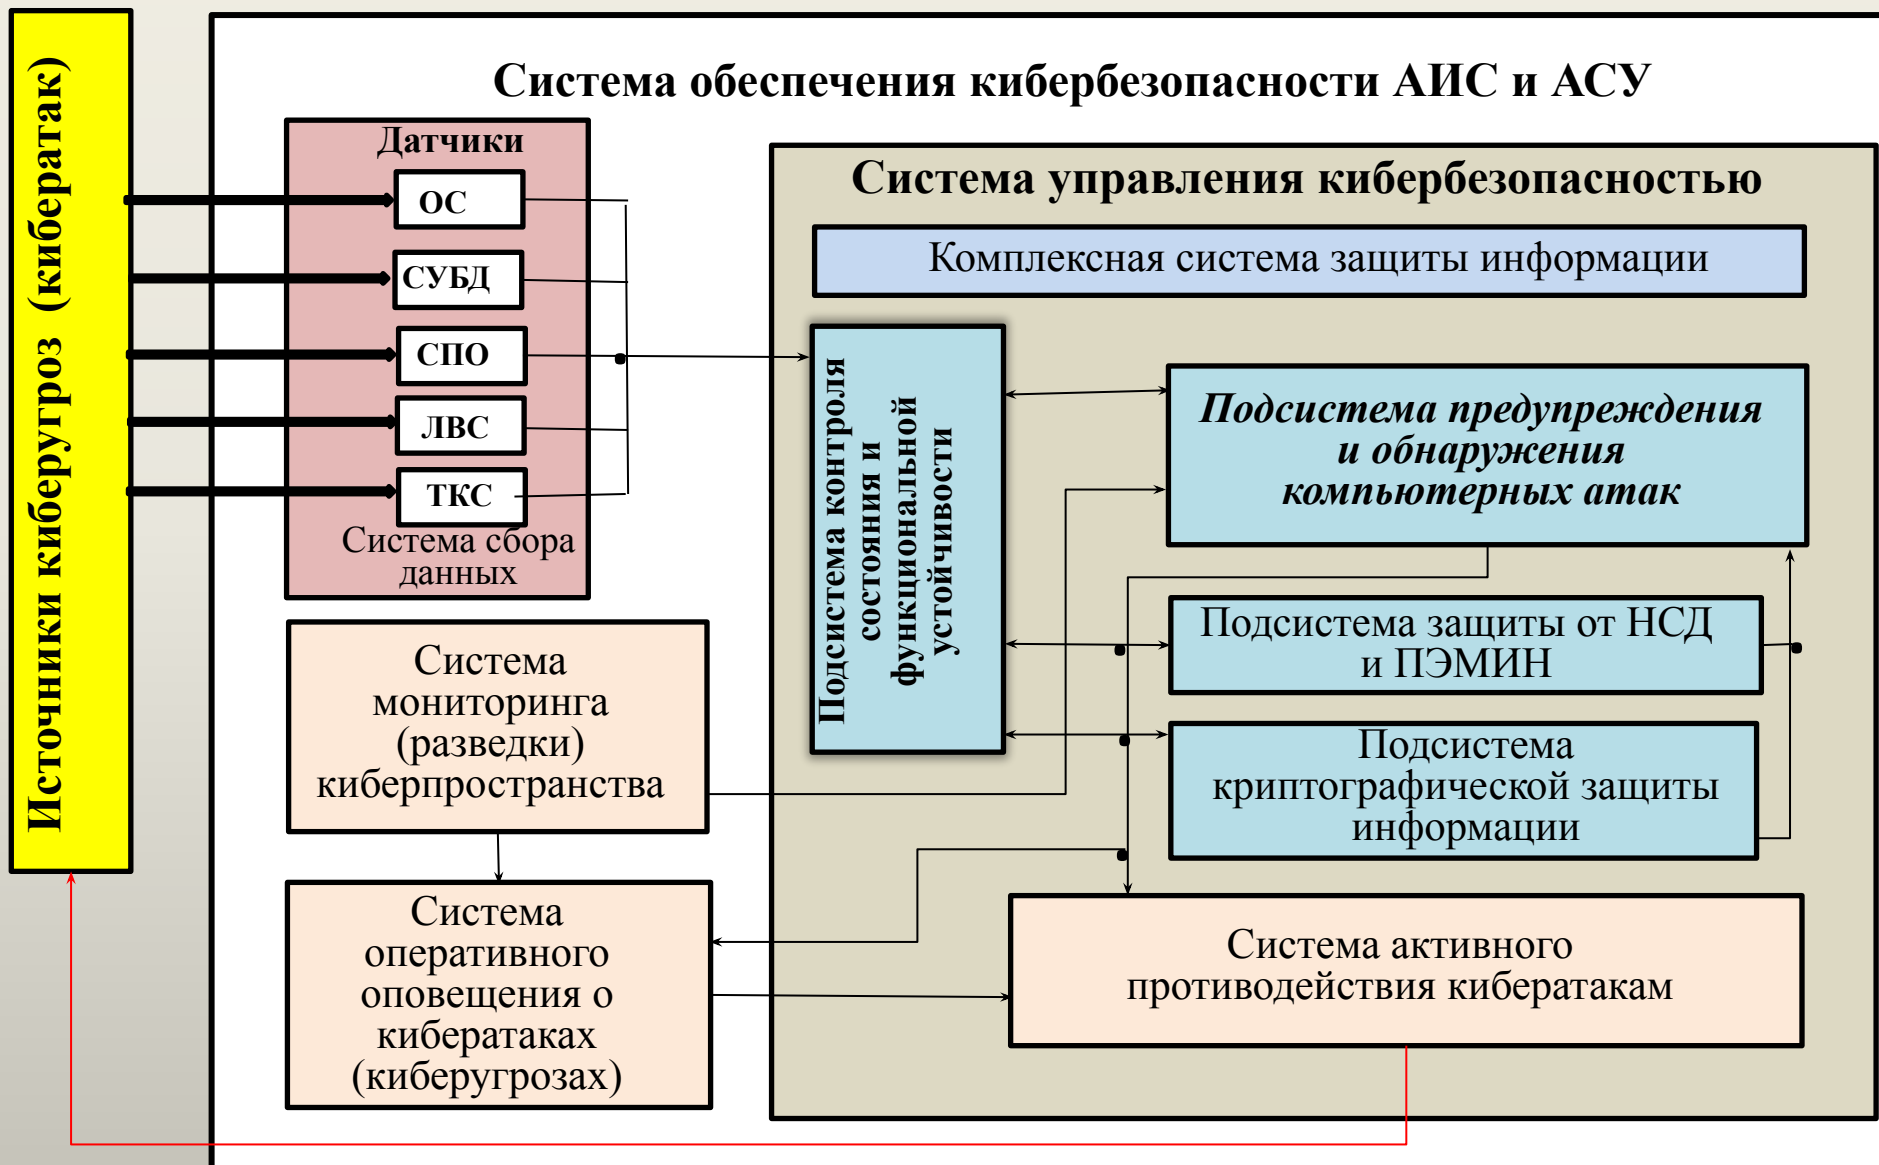 Источники киберугроз (кибератак)
Система обеспечения кибербезопасности АИС и АСУ
Датчики
ОС
СУБД
СПО
ЛВС
ТКС
Система сбора
данных
Система
мониторинга
(разведки)
киберпространства
Система
оперативного
оповещения о
кибератаках
(киберугрозах)
Система управления кибербезопасностью
Комплексная система защиты информации
Подсистема контроля
состояния и
функциональной
устойчивости
Подсистема предупреждения
и обнаружения
компьютерных атак
Подсистема защиты от НСД
и ПЭМИН
Подсистема
криптографической защиты
информации
Система активного
противодействия кибератакам